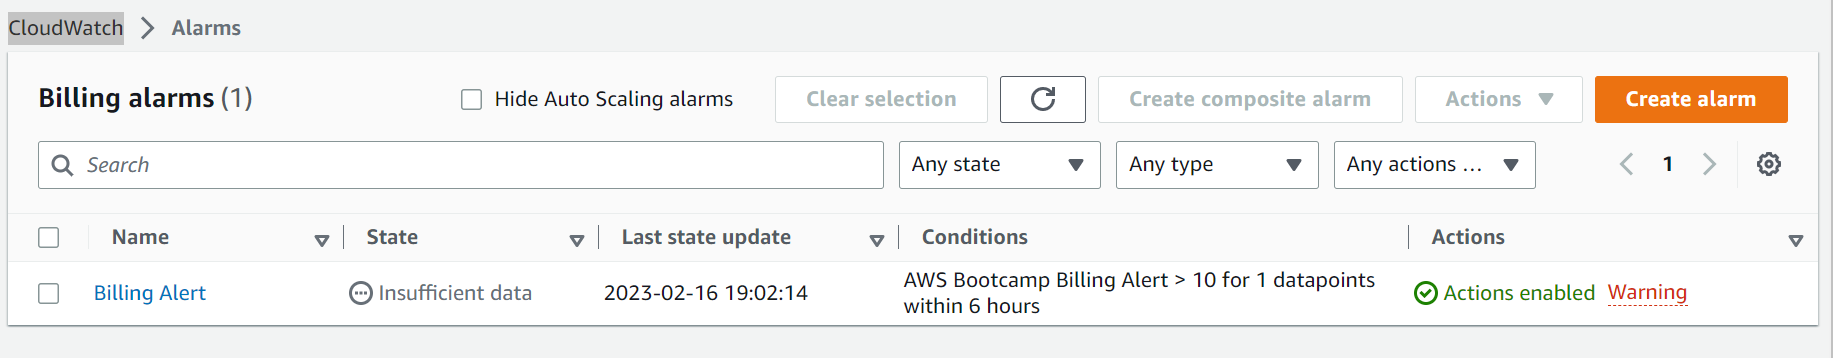 CloudWatch > Alarms
Billing alarms (1)
Hide Auto Scaling alarms
Clear selection
Create composite alarm
Actions
Create alarm
Search
Any state
Any type
Any actions ...
1
Name State Last state update Conditions Actions
Billing Alert Insufficient data 2023-02-16 19:02:14
AWS Bootcamp Billing Alert > 10 for 1 datapoints
within 6 hours
Actions enabled Warning